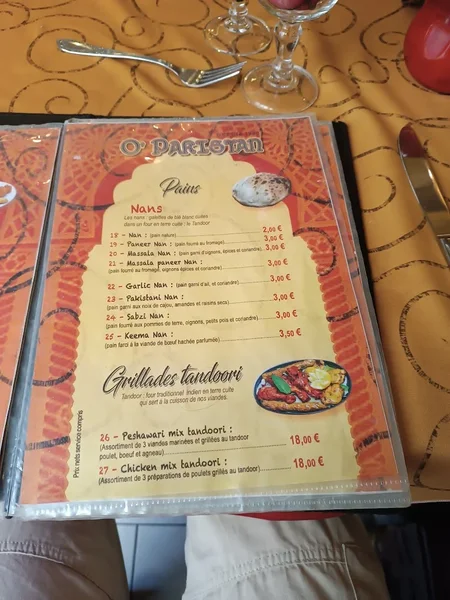 O' PARISTAN
Pains
Nans
Les nans : galettes de blé blanc cuites
dans un four en terre cuite : le Tandoor
18 - Nan : (pain nature) 2,00 €
19 - Paneer Nan : (pain fourré au fromage) 3,00 €
20 - Massala Nan : (pain garni d'oignons, épices et coriandre) 3,00 €
21 - Massala paneer Nan : 3,00 €
(pain fourré au fromage, oignons épices et coriandre)
22 - Garlic Nan : (pain garni d'ail, et coriandre) 3,00 €
23 - Pakistani Nan : 3,00 €
(pain garni aux noix de cajou, amandes et raisins secs)
24 - Sabzi Nan : 3,00 €
(pain fourré aux pommes de terre, oignons, petits pois et coriandre)
25 - Keema Nan : 3,50 €
(pain farci à la viande de bœuf hachée parfumée)
Grillades tandoori
Tandoor : four traditionnel indien en terre cuite
qui sert à la cuisson de nos viandes.
26 - Peshawari mix tandoori :
(Assortiment de 3 viandes marinées et grillées au tandoor 18,00 €
poulet, boeuf et agneau)
27 - Chicken mix tandoori : 18,00 €
(Assortiment de 3 préparations de poulets grillés au tandoor)
Prix nets service compris